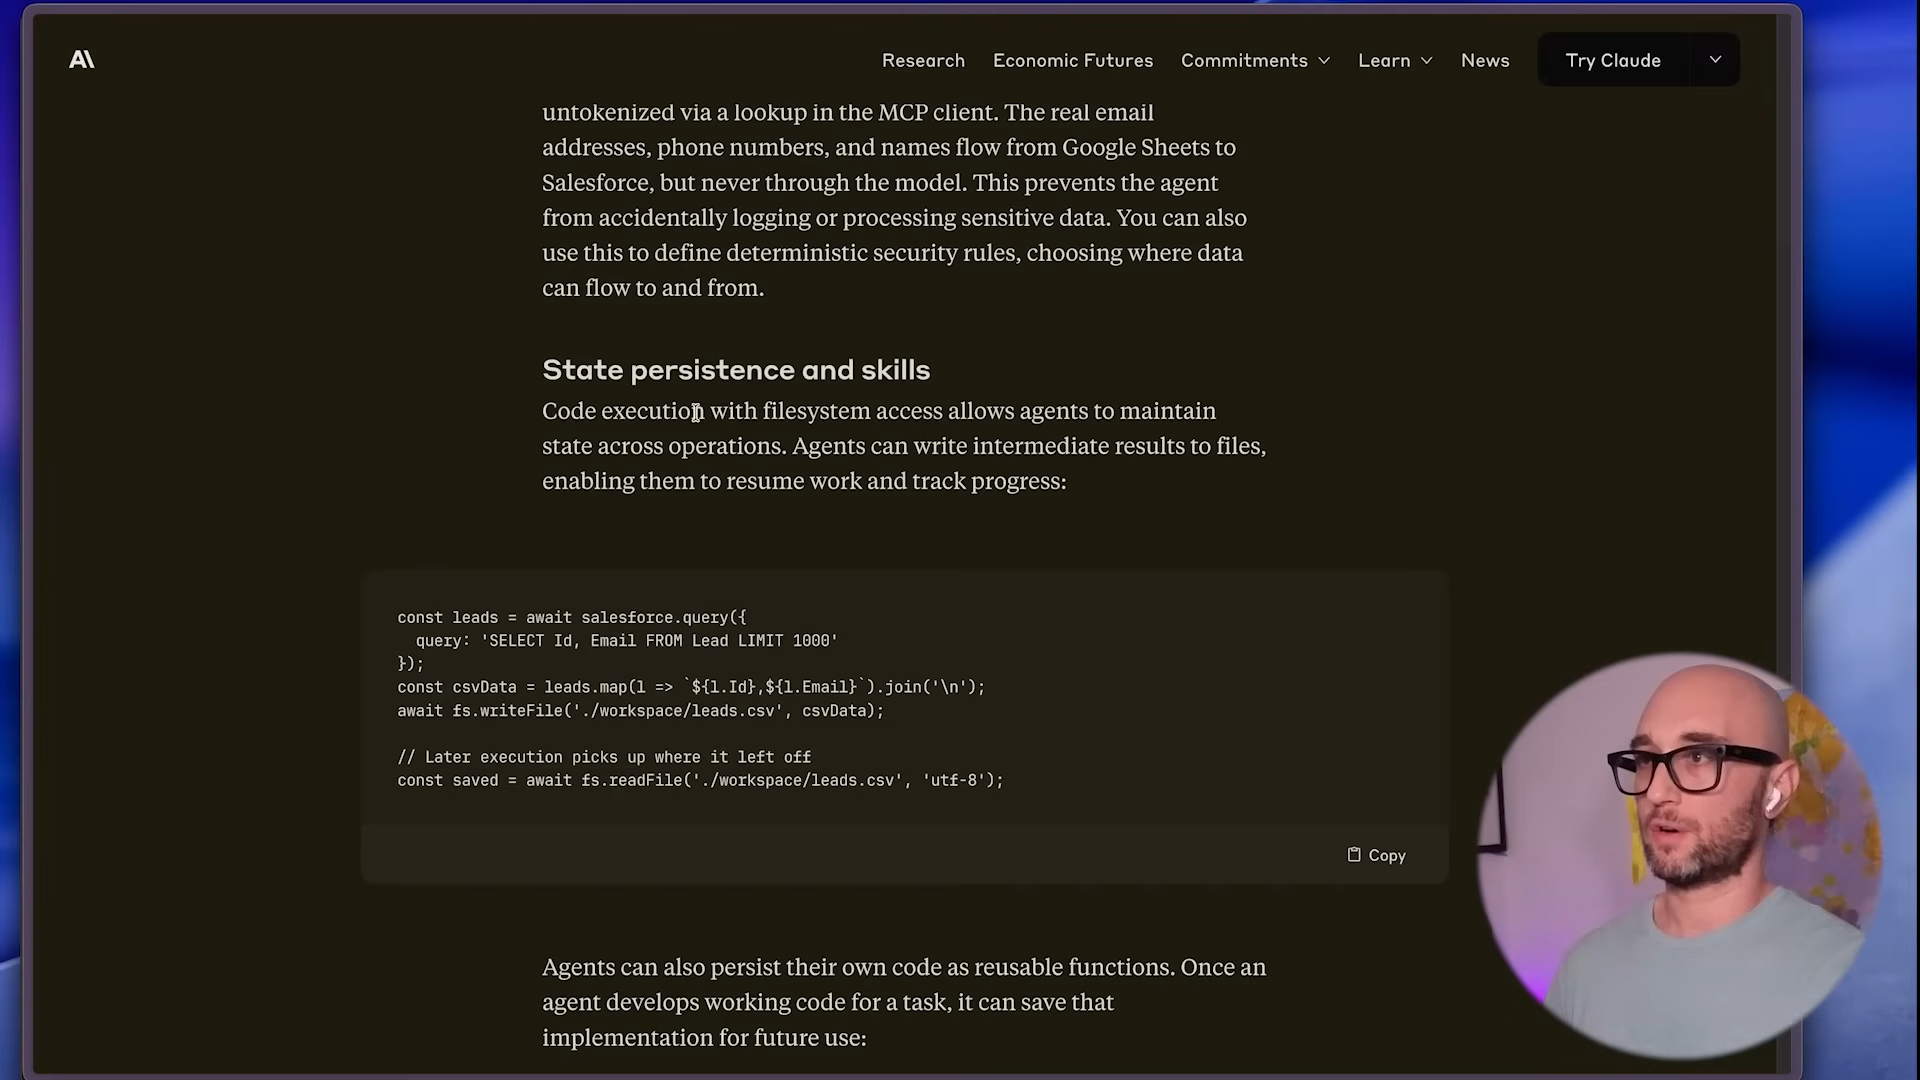 A\
Research Economic Futures Commitments Learn News Try Claude
untokenized via a lookup in the MCP client. The real email
addresses, phone numbers, and names flow from Google Sheets to
Salesforce, but never through the model. This prevents the agent
from accidentally logging or processing sensitive data. You can also
use this to define deterministic security rules, choosing where data
can flow to and from.
State persistence and skills
Code execution with filesystem access allows agents to maintain
state across operations. Agents can write intermediate results to files,
enabling them to resume work and track progress:
const leads = await salesforce.query({
  query: 'SELECT Id, Email FROM Lead LIMIT 1000'
});
const csvData = leads.map(l => `${l.Id},${l.Email}`).join('\n');
await fs.writeFile('./workspace/leads.csv', csvData);
// Later execution picks up where it left off
const saved = await fs.readFile('./workspace/leads.csv', 'utf-8');
Copy
Agents can also persist their own code as reusable functions. Once an
agent develops working code for a task, it can save that
implementation for future use: